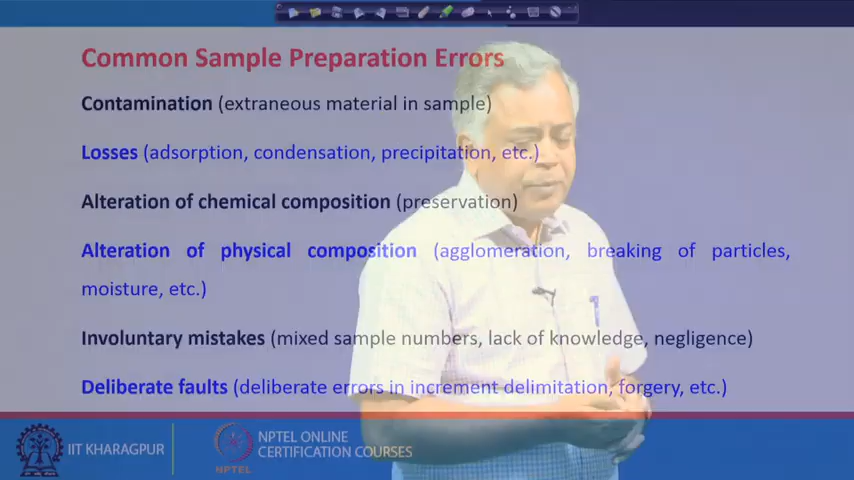 Common Sample Preparation Errors
Contamination (extraneous material in sample)
Losses (adsorption, condensation, precipitation, etc.)
Alteration of chemical composition (preservation)
Alteration of physical composition (agglomeration, breaking of particles,
moisture, etc.)
Involuntary mistakes (mixed sample numbers, lack of knowledge, negligence)
Deliberate faults (deliberate errors in increment delimitation, forgery, etc.)
IIT KHARAGPUR
NPTEL
NPTEL ONLINE
CERTIFICATION COURSES